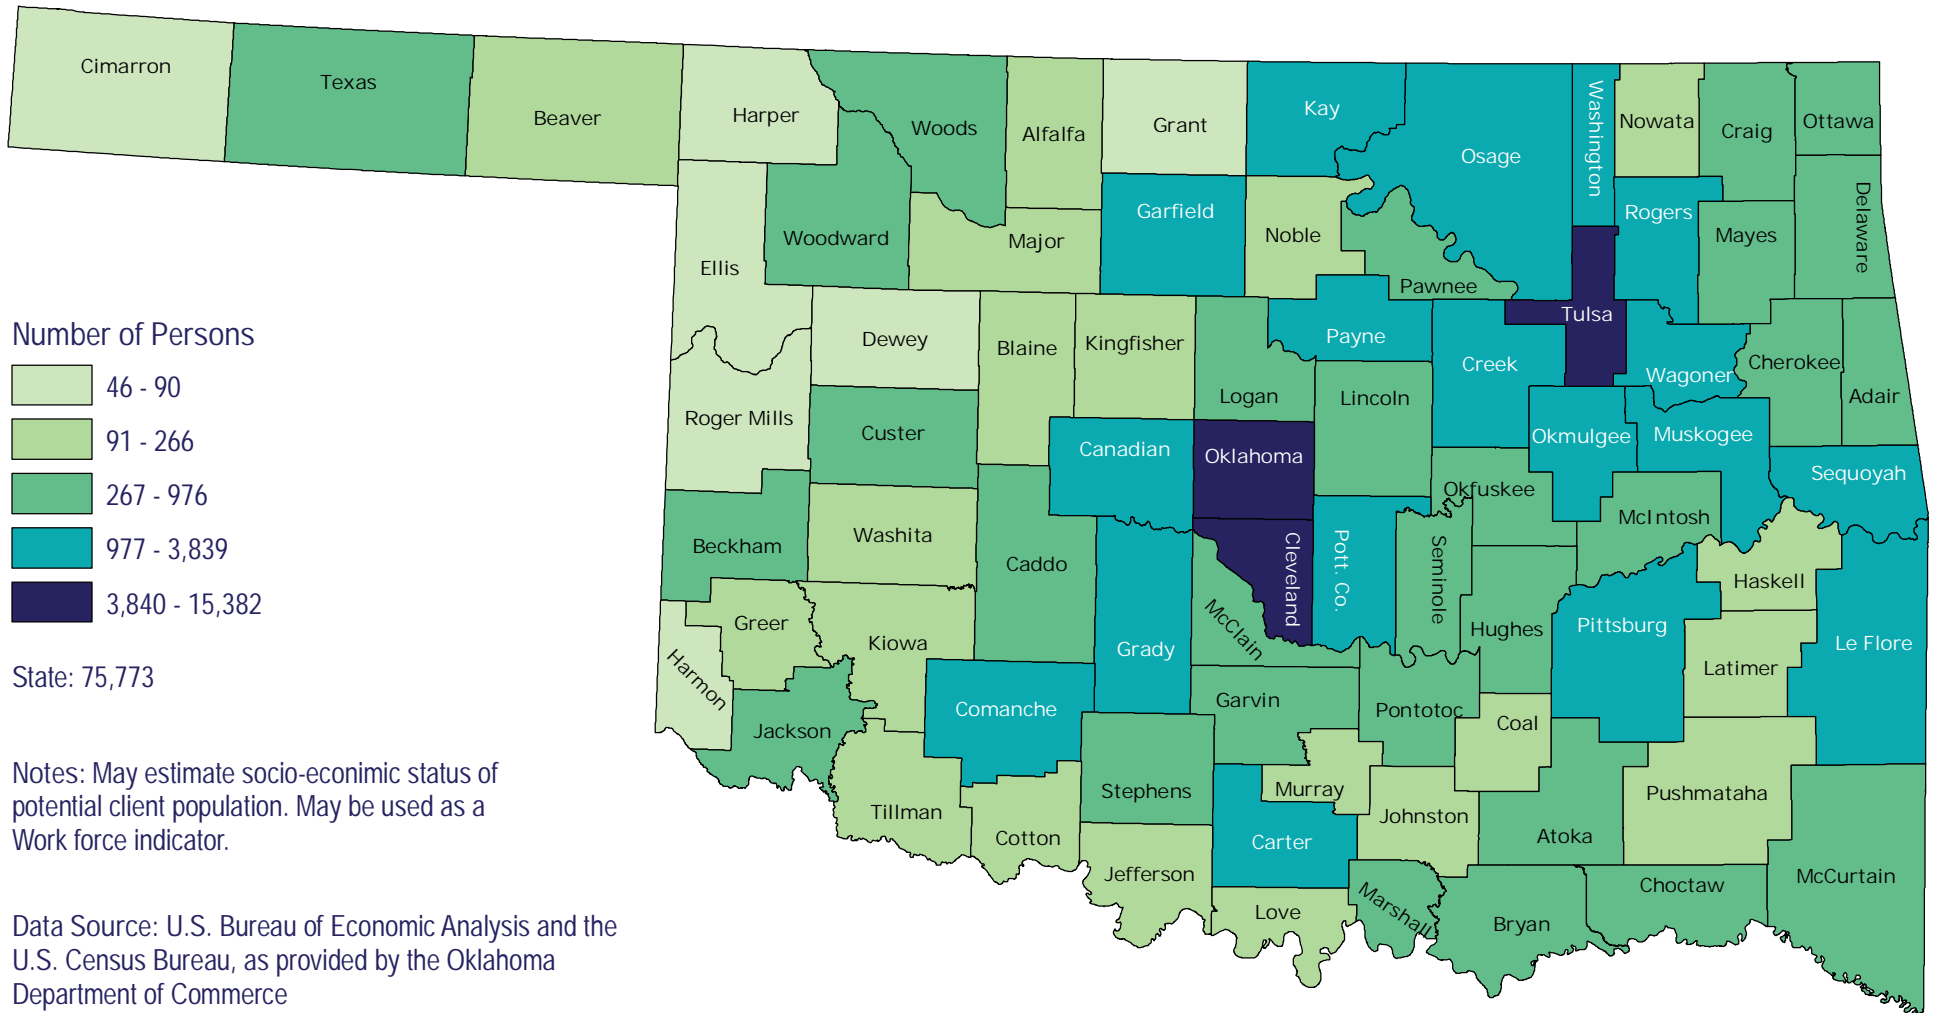 Cimarron
Texas
Beaver
Harper
Woods
Alfalfa
Grant
Kay
Osage
Washington
Nowata
Craig
Ottawa
Delaware
Ellis
Woodward
Major
Garfield
Noble
Pawnee
Rogers
Mayes
Tulsa
Roger Mills
Dewey
Blaine
Kingfisher
Logan
Payne
Lincoln
Creek
Wagoner
Cherokee
Adair
Custer
Canadian
Oklahoma
Okmulgee
Muskogee
Sequoyah
Beckham
Washita
Caddo
Grady
McClain
Cleveland
Pott. Co.
Seminole
Okfuskee
McIntosh
Hughes
Haskell
Pittsburg
Latimer
Le Flore
Harmon
Greer
Kiowa
Jackson
Comanche
Tillman
Cotton
Stephens
Garvin
Pontotoc
Coal
Murray
Johnston
Atoka
Pushmataha
McCurtain
Jefferson
Carter
Love
Marshall
Bryan
Choctaw
Number of Persons
46 - 90
91 - 266
267 - 976
977 - 3,839
3,840 - 15,382
State: 75,773
Notes: May estimate socio-econimic status of
potential client population. May be used as a
Work force indicator.
Data Source: U.S. Bureau of Economic Analysis and the
U.S. Census Bureau, as provided by the Oklahoma
Department of Commerce